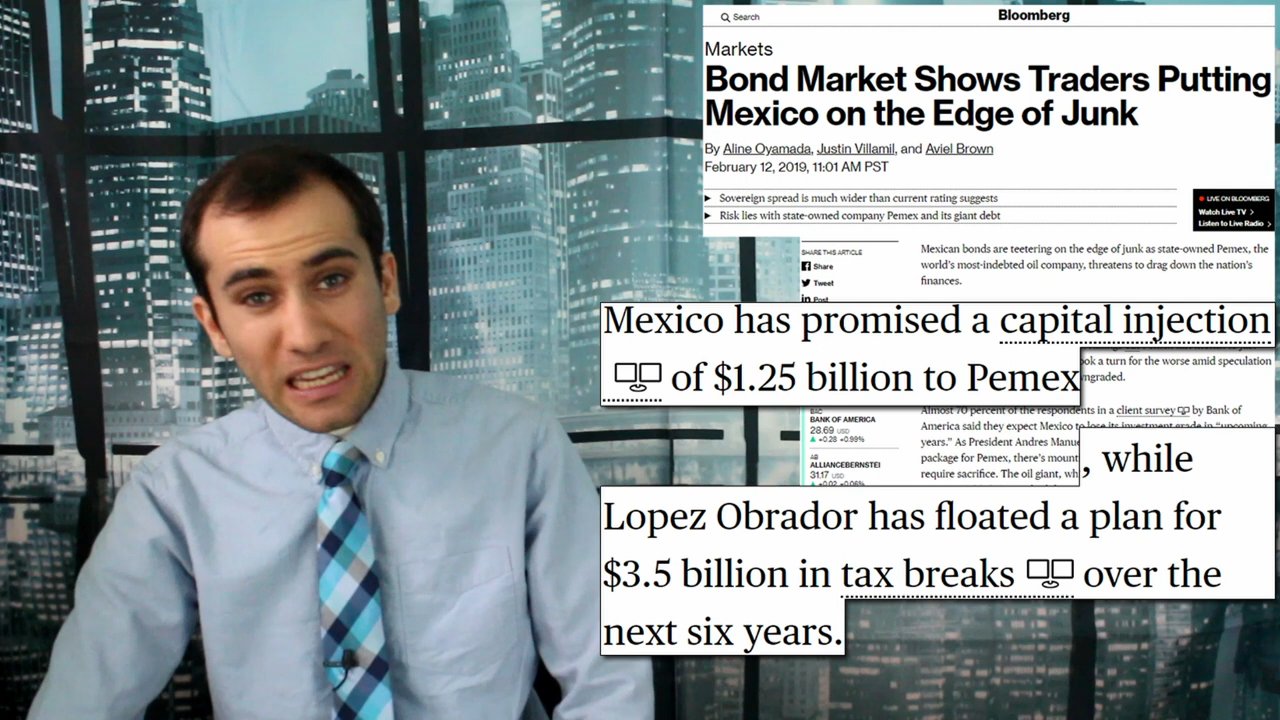 Search
Bloomberg
Markets
Bond Market Shows Traders Putting
Mexico on the Edge of Junk
By Aline Oyamada, Justin Villamil, and Aviel Brown
February 12, 2019, 11:01 AM PST
Sovereign spread is much wider than current rating suggests
Risk lies with state-owned company Pemex and its giant debt
LIVE ON BLOOMBERG
Watch Live TV >
Listen to Live Radio >
SHARE THIS ARTICLE
Share
Tweet
Post
Mexican bonds are teetering on the edge of junk as state-owned Pemex, the
world's most-indebted oil company, threatens to drag down the nation's
finances.
Mexico has promised a capital injection
of $1.25 billion to Pemex
a turn for the worse amid speculation
BANK OF AMERICA
28.69 USD
+0.28 +0.99%
Almost 70 percent of the respondents in a client survey by Bank of
America said they expect Mexico to lose its investment grade in "upcoming
years." As President Andres
package for Pemex, there's
require sacrifice. The oil giant,
AB
ALLIANCEBERNSTEI
31.17 USD
+0.02 +0.06%
, while
Lopez Obrador has floated a plan for
$3.5 billion in tax breaks over the
next six years.